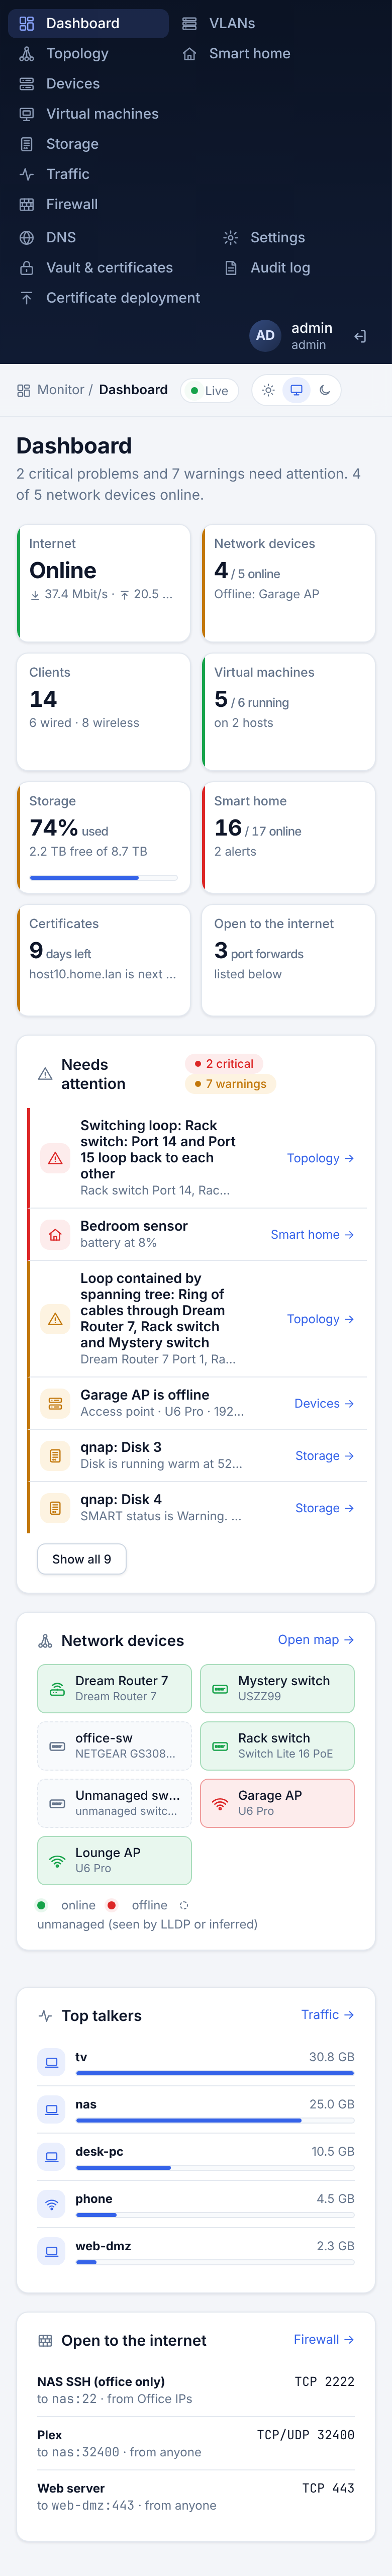 Dashboard
VLANs
Topology
Smart home
Devices
Virtual machines
Storage
Traffic
Firewall
DNS
Settings
Vault & certificates
Audit log
Certificate deployment
AD
admin
admin
Monitor / Dashboard
Live
Dashboard
2 critical problems and 7 warnings need attention. 4
of 5 network devices online.
Internet
Online
37.4 Mbit/s · 20.5 ...
Network devices
4 / 5 online
Offline: Garage AP
Clients
14
6 wired · 8 wireless
Virtual machines
5 / 6 running
on 2 hosts
Storage
74% used
2.2 TB free of 8.7 TB
Smart home
16 / 17 online
2 alerts
Certificates
9 days left
host10.home.lan is next ...
Open to the internet
3 port forwards
listed below
Needs
attention
2 critical
7 warnings
Switching loop: Rack
switch: Port 14 and Port
15 loop back to each
other
Rack switch Port 14, Rac...
Topology →
Bedroom sensor
battery at 8%
Smart home →
Loop contained by
spanning tree: Ring of
cables through Dream
Router 7, Rack switch
and Mystery switch
Dream Router 7 Port 1, Ra...
Topology →
Garage AP is offline
Access point · U6 Pro · 192...
Devices →
qnap: Disk 3
Disk is running warm at 52...
Storage →
qnap: Disk 4
SMART status is Warning. ...
Storage →
Show all 9
Network devices
Open map →
Dream Router 7
Dream Router 7
Mystery switch
USZZ99
office-sw
NETGEAR GS308...
Rack switch
Switch Lite 16 PoE
Unmanaged sw...
unmanaged switc...
Garage AP
U6 Pro
Lounge AP
U6 Pro
online
offline
unmanaged (seen by LLDP or inferred)
Top talkers
Traffic →
tv
30.8 GB
nas
25.0 GB
desk-pc
10.5 GB
phone
4.5 GB
web-dmz
2.3 GB
Open to the internet
Firewall →
NAS SSH (office only)
TCP 2222
to nas:22 · from Office IPs
Plex
TCP/UDP 32400
to nas:32400 · from anyone
Web server
TCP 443
to web-dmz:443 · from anyone